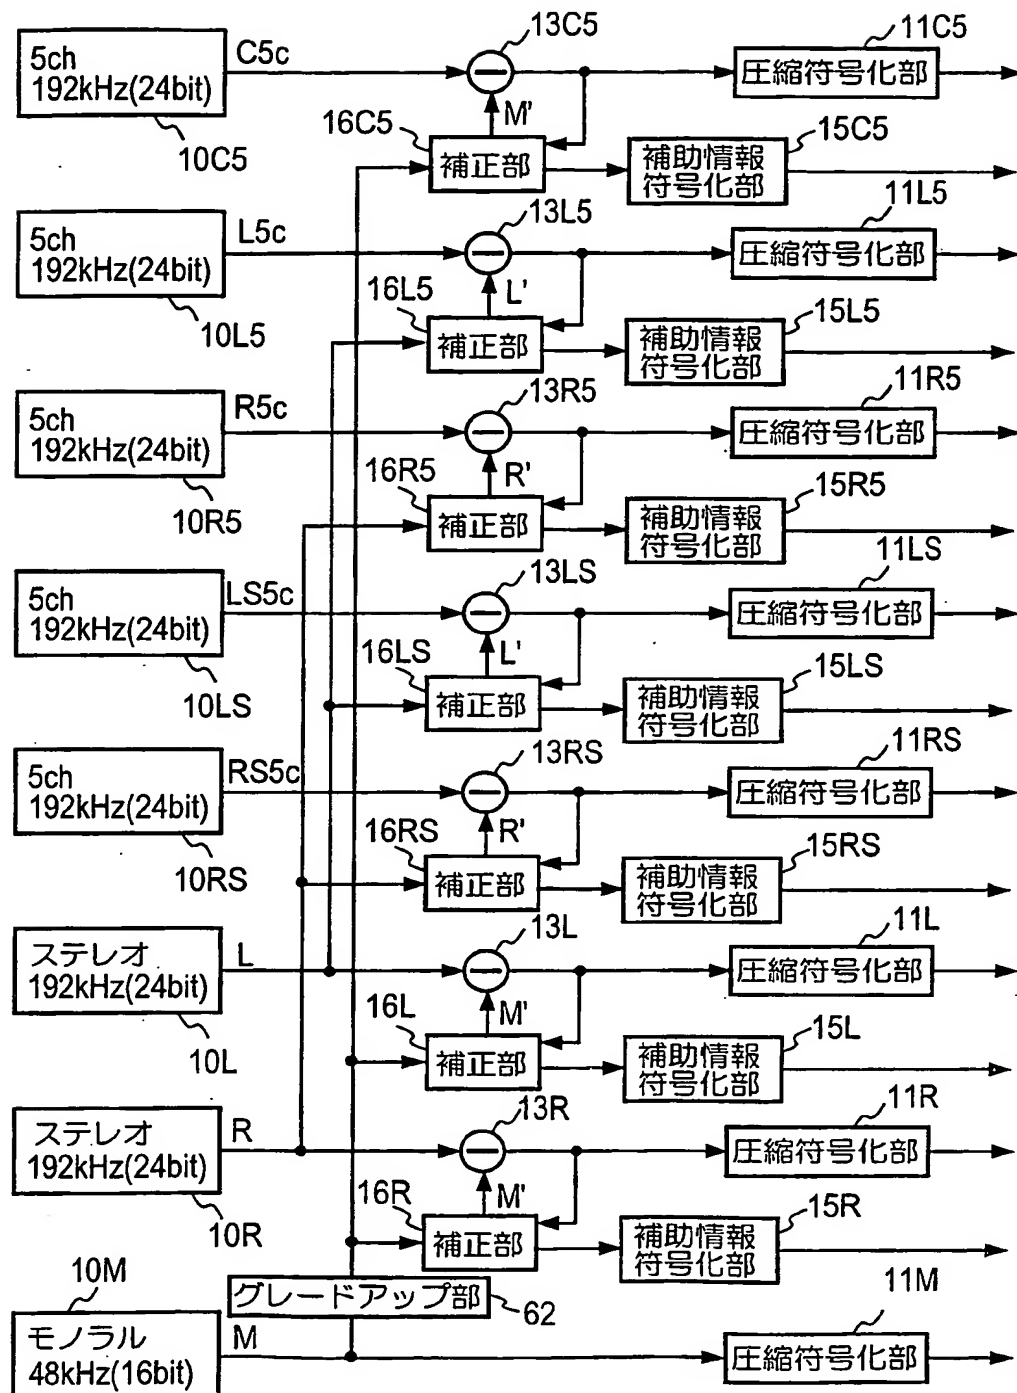 13C5
11C5
5ch
192kHz(24bit)
C5c
圧縮符号化部
10C5
16C5
M'
15C5
補正部
補助情報
符号化部
13L5
11L5
5ch
192kHz(24bit)
L5c
圧縮符号化部
10L5
16L5
L'
15L5
補正部
補助情報
符号化部
13R5
11R5
5ch
192kHz(24bit)
R5c
圧縮符号化部
10R5
16R5
R'
15R5
補正部
補助情報
符号化部
13LS
11LS
5ch
192kHz(24bit)
LS5c
圧縮符号化部
10LS
16LS
L'
15LS
補正部
補助情報
符号化部
13RS
11RS
5ch
192kHz(24bit)
RS5c
圧縮符号化部
10RS
16RS
R'
15RS
補正部
補助情報
符号化部
13L
11L
ステレオ
192kHz(24bit)
L
圧縮符号化部
10L
16L
M'
15L
補正部
補助情報
符号化部
13R
11R
ステレオ
192kHz(24bit)
R
圧縮符号化部
10R
16R
M'
15R
補正部
補助情報
符号化部
10M
グレードアップ部
62
11M
モノラル
48kHz(16bit)
M
圧縮符号化部